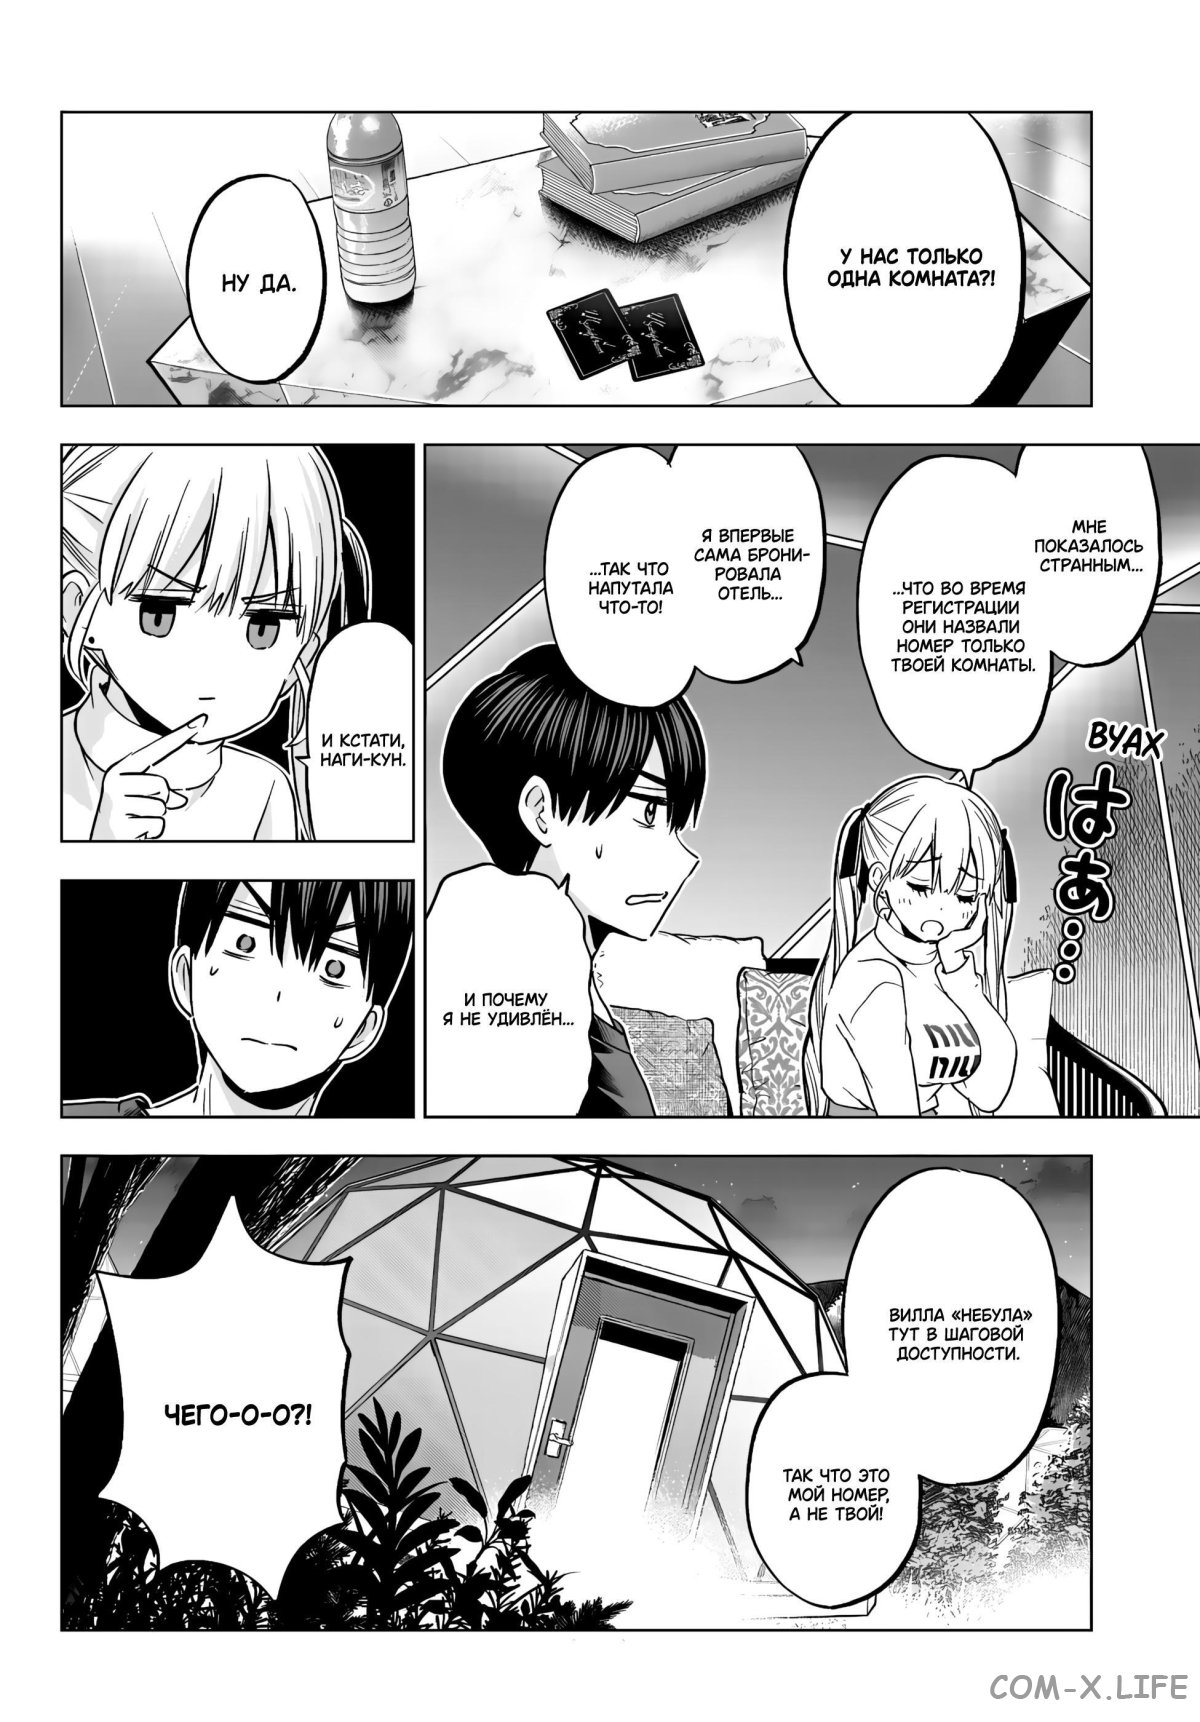 У НАС ТОЛЬКО
ОДНА КОМНАТА?!
НУ ДА.
МНЕ
ПОКАЗАЛОСЬ
СТРАННЫМ...
...ЧТО ВО ВРЕМЯ
РЕГИСТРАЦИИ
ОНИ НАЗВАЛИ
НОМЕР ТОЛЬКО
ТВОЕЙ КОМНАТЫ.
Я ВПЕРВЫЕ
САМА БРОНИ-
РОВАЛА
ОТЕЛЬ...
...ТАК ЧТО
НАПУТАЛА
ЧТО-ТО!
ВУАХ
はあ…
niu
niu
И ПОЧЕМУ
Я НЕ УДИВЛЁН...
И КСТАТИ,
НАГИ-КУН.
ВИЛЛА «НЕБУЛА»
ТУТ В ШАГОВОЙ
ДОСТУПНОСТИ.
ТАК ЧТО ЭТО
МОЙ НОМЕР,
А НЕ ТВОЙ!
ЧЕГО-О-О?!
COM-X.LIFE